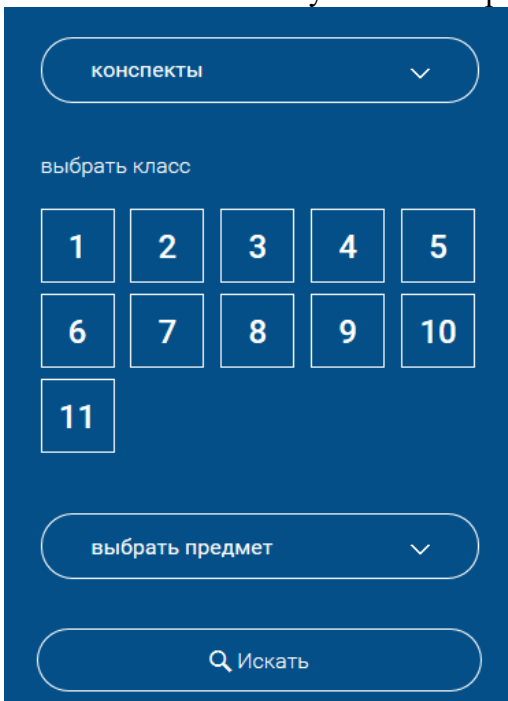 конспекты
выбрать класс
1 2 3 4 5
6 7 8 9 10
11
выбрать предмет
Искать